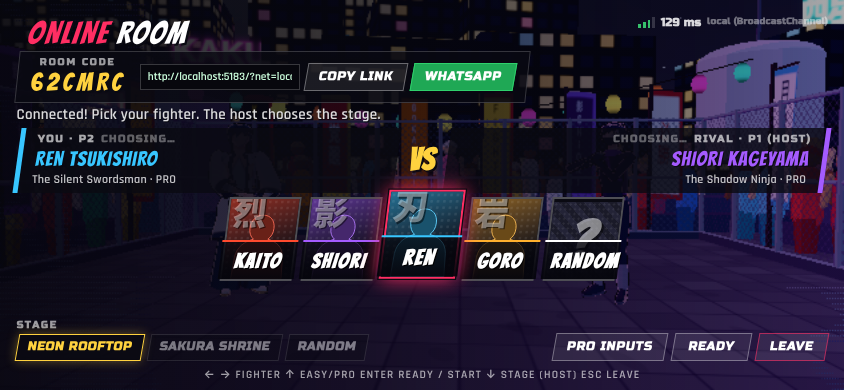 129 ms local (BroadcastChannel)
ONLINE ROOM
ROOM CODE
62CMRC
http://localhost:5183/?net=loca
COPY LINK
WHATSAPP
Connected! Pick your fighter. The host chooses the stage.
YOU · P2 CHOOSING…
REN TSUKISHIRO
The Silent Swordsman · PRO
VS
CHOOSING… RIVAL · P1 (HOST)
SHIORI KAGEYAMA
The Shadow Ninja · PRO
烈 影 刃 岩 ?
KAITO SHIORI REN GORO RANDOM
STAGE
NEON ROOFTOP SAKURA SHRINE RANDOM
PRO INPUTS READY LEAVE
← → FIGHTER ↑ EASY/PRO ENTER READY / START ↓ STAGE (HOST) ESC LEAVE